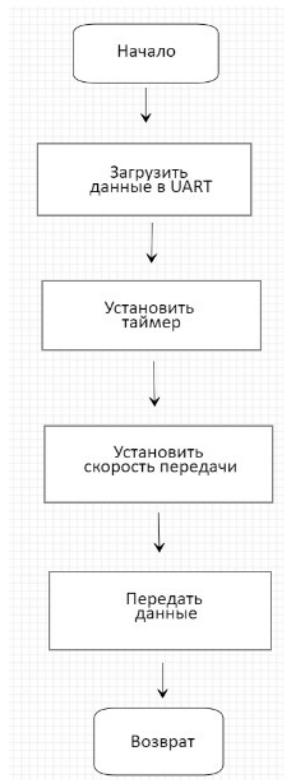 Начало
Загрузить
данные в UART
Установить
таймер
Установить
скорость передачи
Передать
данные
Возврат